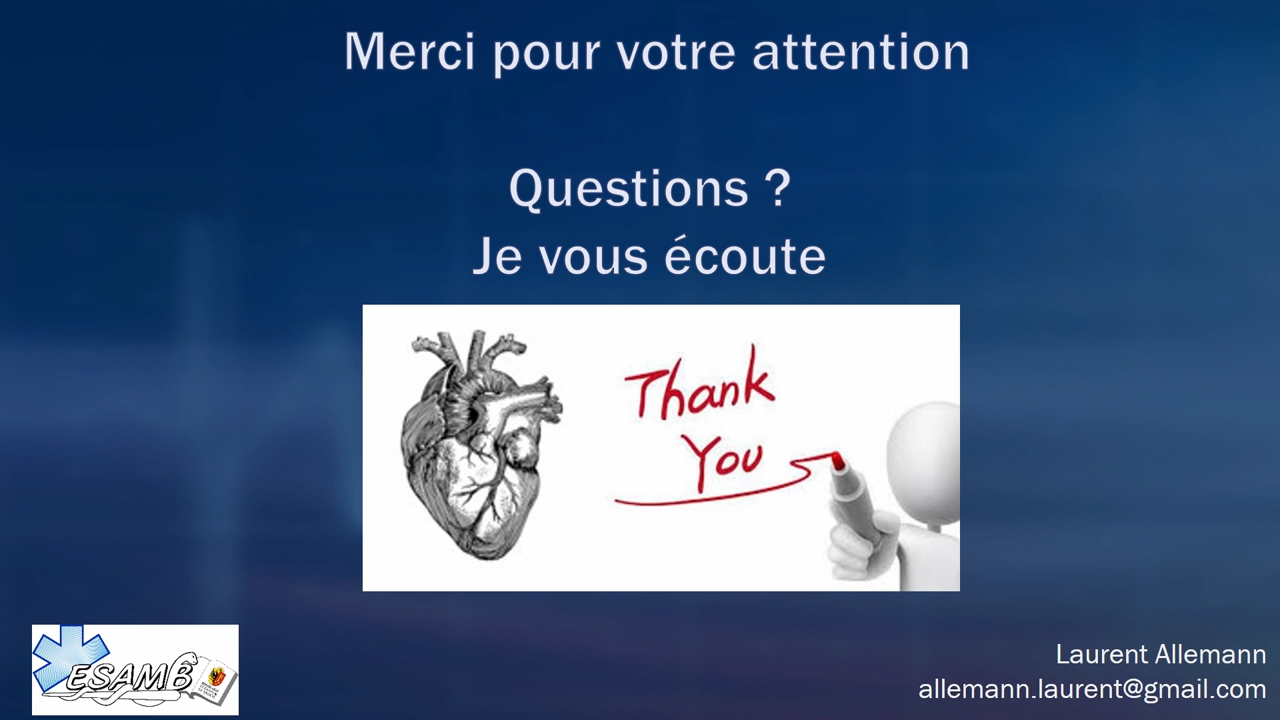 Merci pour votre attention
Questions ?
Je vous écoute
Thank
You
ESAMB
Laurent Allemann
allemann.laurent@gmail.com